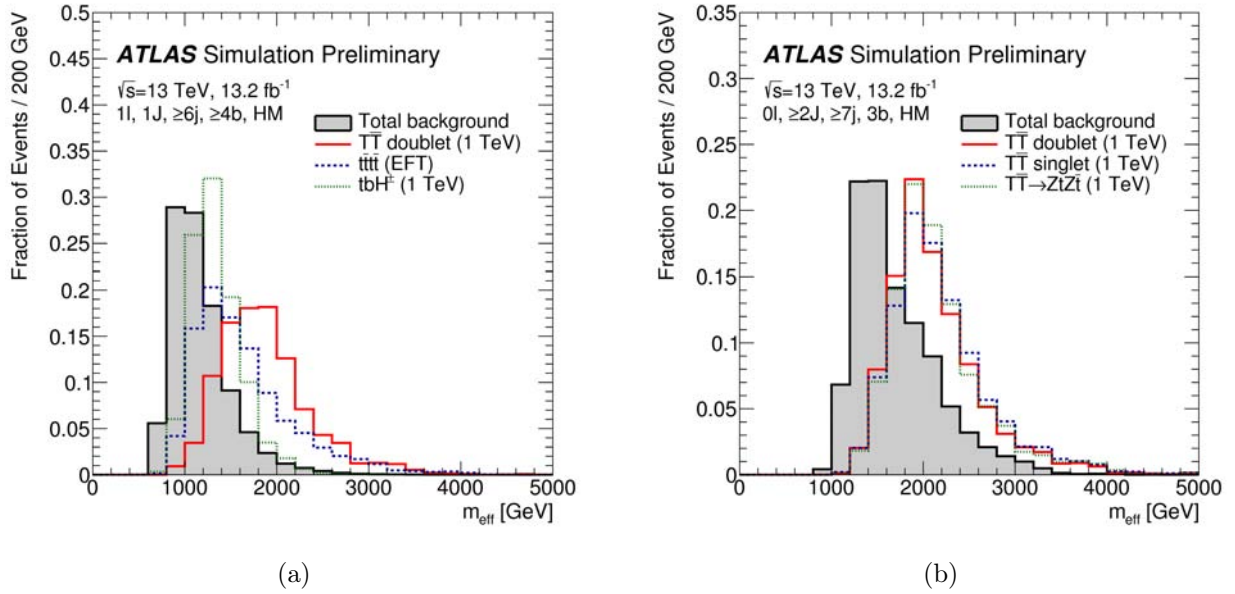 Fraction of Events / 200 GeV
0.5
0.45
0.4
0.35
0.3
0.25
0.2
0.15
0.1
0.05
0
ATLAS Simulation Preliminary
√s=13 TeV, 13.2 fb⁻¹
1l, 1J, ≥6j, ≥4b, HM
Total background
TT̅ doublet (1 TeV)
tt̅tt̅ (EFT)
tbH± (1 TeV)
0 1000 2000 3000 4000 5000
m_eff [GeV]
(a)
Fraction of Events / 200 GeV
0.35
0.3
0.25
0.2
0.15
0.1
0.05
0
ATLAS Simulation Preliminary
√s=13 TeV, 13.2 fb⁻¹
0l, ≥2J, ≥7j, 3b, HM
Total background
TT̅ doublet (1 TeV)
TT̅ singlet (1 TeV)
TT̅→ZtZt̅ (1 TeV)
0 1000 2000 3000 4000 5000
m_eff [GeV]
(b)